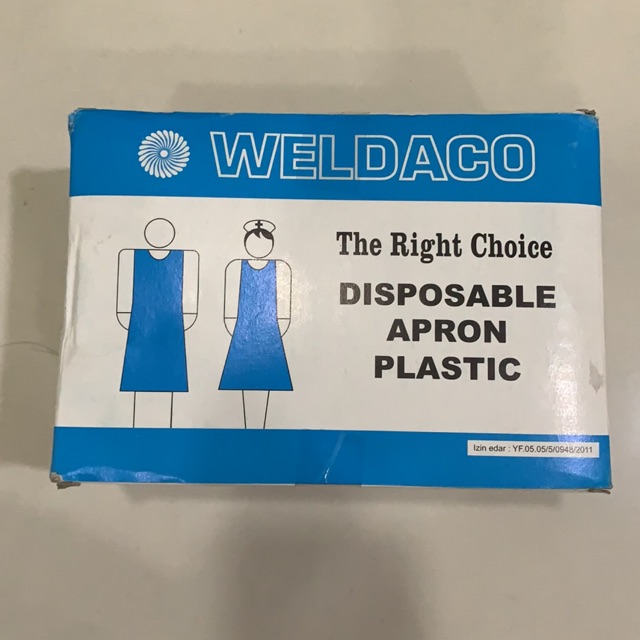 WELDACO
The Right Choice
DISPOSABLE
APRON
PLASTIC
Izin edar : YF.05.05/5/0948/2011